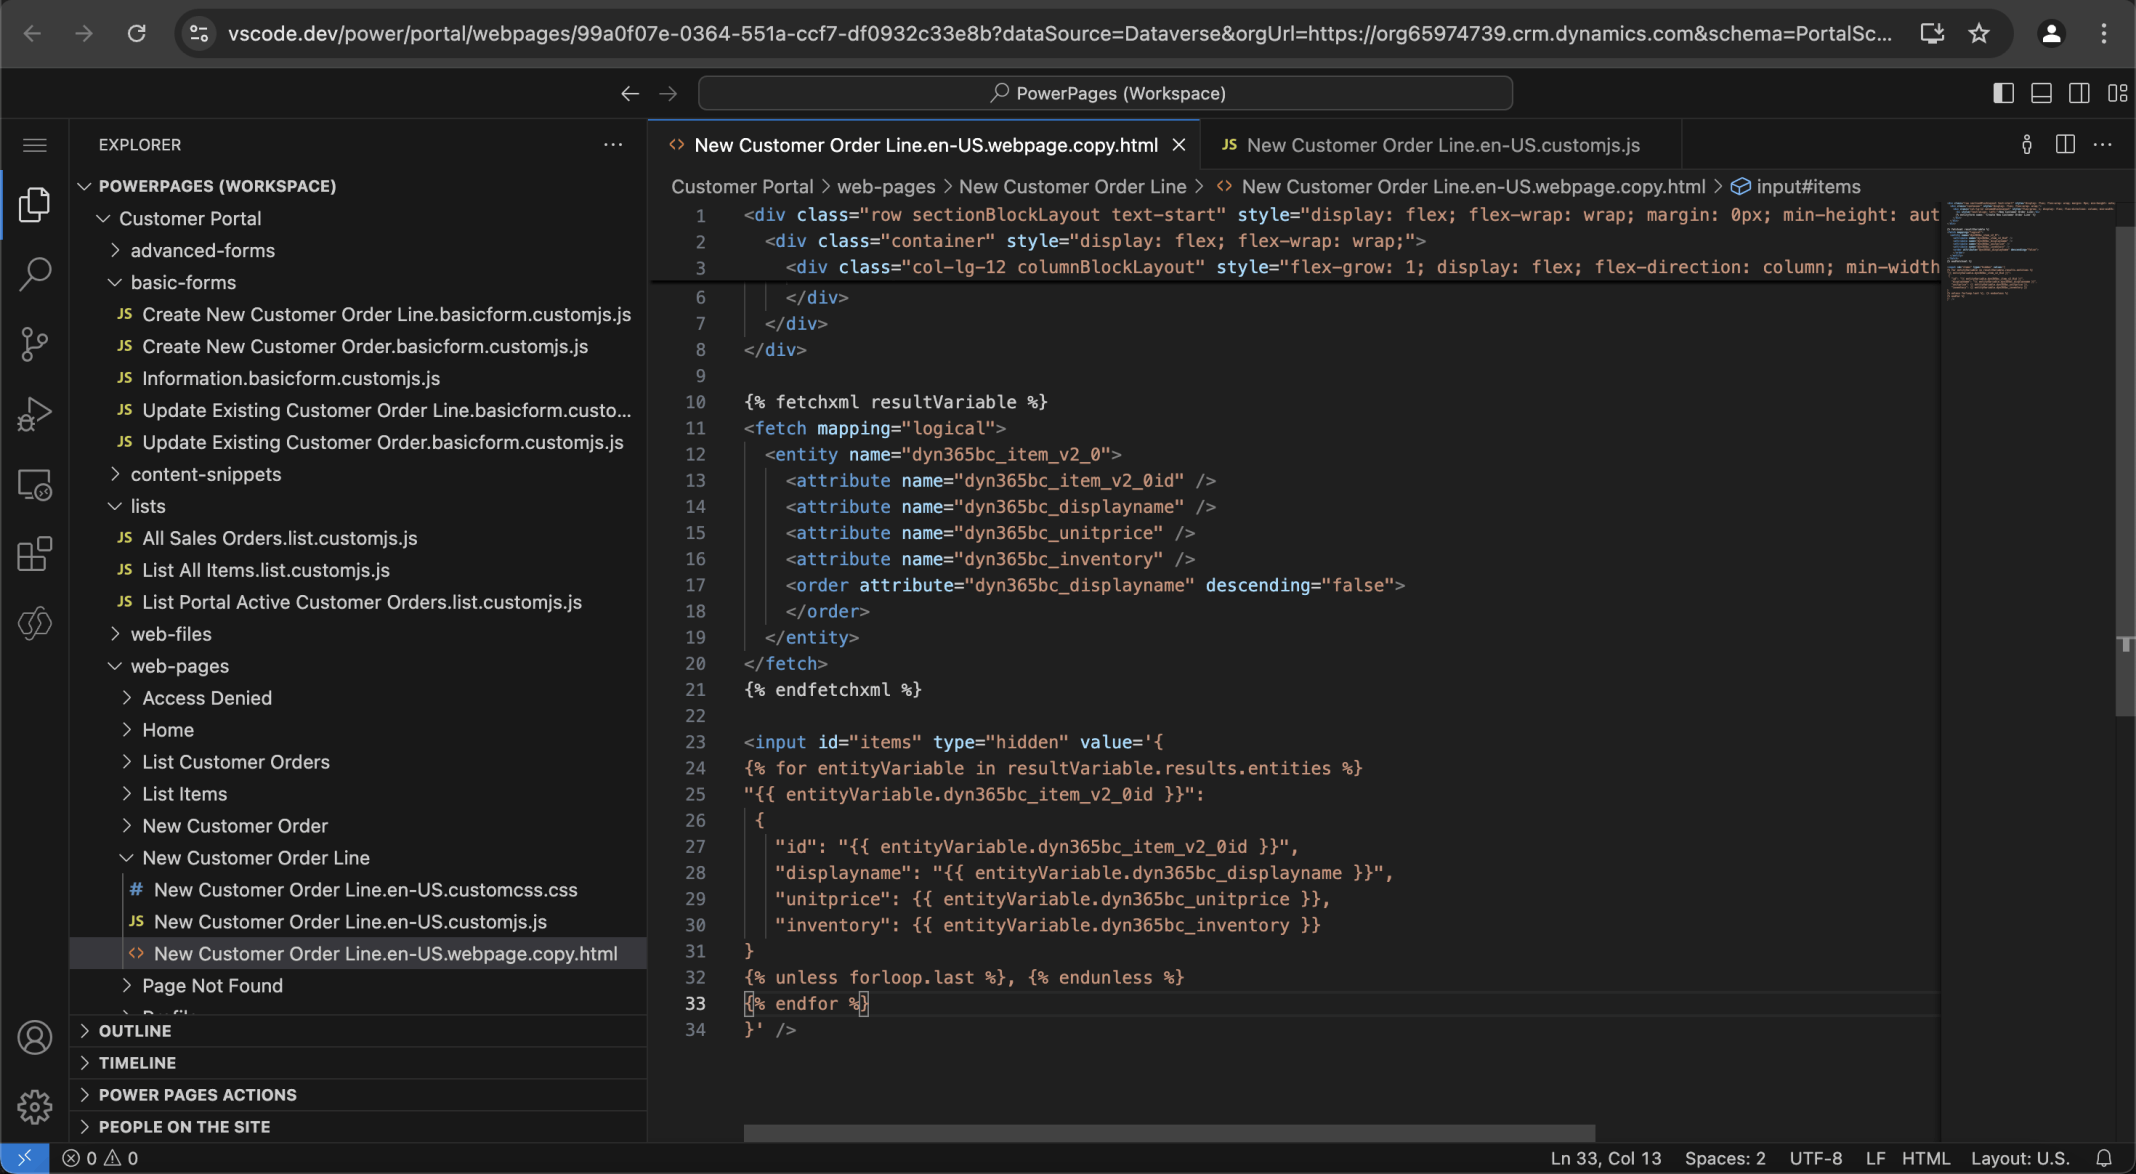 vscode.dev/power/portal/webpages/99a0f07e-0364-551a-ccf7-df0932c33e8b?dataSource=Dataverse&orgUrl=https://org65974739.crm.dynamics.com&schema=PortalSc...
PowerPages (Workspace)
EXPLORER
POWERPAGES (WORKSPACE)
Customer Portal
advanced-forms
basic-forms
JS Create New Customer Order Line.basicform.customjs.js
JS Create New Customer Order.basicform.customjs.js
JS Information.basicform.customjs.js
JS Update Existing Customer Order Line.basicform.custo...
JS Update Existing Customer Order.basicform.customjs.js
content-snippets
lists
JS All Sales Orders.list.customjs.js
JS List All Items.list.customjs.js
JS List Portal Active Customer Orders.list.customjs.js
web-files
web-pages
Access Denied
Home
List Customer Orders
List Items
New Customer Order
New Customer Order Line
# New Customer Order Line.en-US.customcss.css
JS New Customer Order Line.en-US.customjs.js
<> New Customer Order Line.en-US.webpage.copy.html
Page Not Found
OUTLINE
TIMELINE
POWER PAGES ACTIONS
PEOPLE ON THE SITE
<> New Customer Order Line.en-US.webpage.copy.html
JS New Customer Order Line.en-US.customjs.js
Customer Portal > web-pages > New Customer Order Line > <> New Customer Order Line.en-US.webpage.copy.html > input#items
1 <div class="row sectionBlockLayout text-start" style="display: flex; flex-wrap: wrap; margin: 0px; min-height: aut
2 <div class="container" style="display: flex; flex-wrap: wrap;">
3 <div class="col-lg-12 columnBlockLayout" style="flex-grow: 1; display: flex; flex-direction: column; min-width
6 </div>
7 </div>
8 </div>
9
10 {% fetchxml resultVariable %}
11 <fetch mapping="logical">
12 <entity name="dyn365bc_item_v2_0">
13 <attribute name="dyn365bc_item_v2_0id" />
14 <attribute name="dyn365bc_displayname" />
15 <attribute name="dyn365bc_unitprice" />
16 <attribute name="dyn365bc_inventory" />
17 <order attribute="dyn365bc_displayname" descending="false">
18 </order>
19 </entity>
20 </fetch>
21 {% endfetchxml %}
22
23 <input id="items" type="hidden" value='{
24 {% for entityVariable in resultVariable.results.entities %}
25 "{{ entityVariable.dyn365bc_item_v2_0id }}":
26 {
27 "id": "{{ entityVariable.dyn365bc_item_v2_0id }}",
28 "displayname": "{{ entityVariable.dyn365bc_displayname }}",
29 "unitprice": {{ entityVariable.dyn365bc_unitprice }},
30 "inventory": {{ entityVariable.dyn365bc_inventory }}
31 }
32 {% unless forloop.last %}, {% endunless %}
33 {% endfor %}
34 }' />
0 0
Ln 33, Col 13 Spaces: 2 UTF-8 LF HTML Layout: U.S.